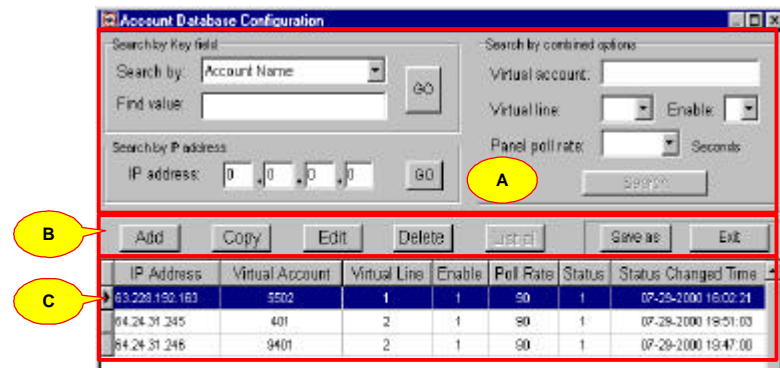 Account Database Configuration
Search by Key field
Search by: Account Name
GO
Find value:
Search by IP address
IP address: 0 . 0 . 0 . 0 GO
Search by combined options
Virtual account:
Virtual line: Enable:
Panel poll rate: Seconds
Search
A
B
Add Copy Edit Delete List all Save as Exit
C
IP Address Virtual Account Virtual Line Enable Poll Rate Status Status Changed Time
63.228.192.163 5502 1 1 90 1 07-29-2000 16:02:21
64.24.31.245 401 2 1 90 1 07-29-2000 19:51:03
64.24.31.246 9401 2 1 90 1 07-29-2000 19:47:00